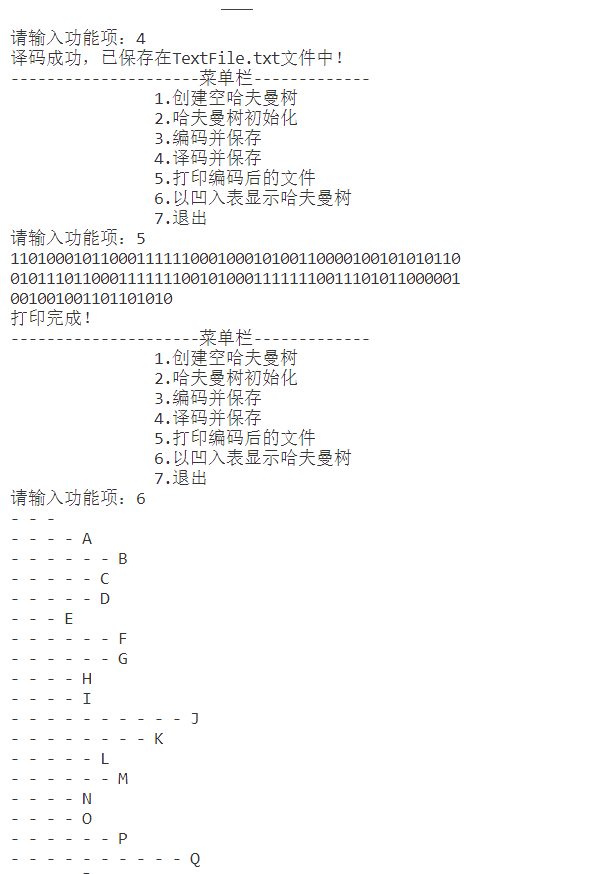 请输入功能项：4
译码成功，已保存在TextFile.txt文件中！
---------------------菜单栏-------------
1.创建空哈夫曼树
2.哈夫曼树初始化
3.编码并保存
4.译码并保存
5.打印编码后的文件
6.以凹入表显示哈夫曼树
7.退出
请输入功能项：5
11010001011000111111000100010100110000100101010110
01011101100011111110010100011111110011101011000001
001001001101101010
打印完成！
---------------------菜单栏-------------
1.创建空哈夫曼树
2.哈夫曼树初始化
3.编码并保存
4.译码并保存
5.打印编码后的文件
6.以凹入表显示哈夫曼树
7.退出
请输入功能项：6
- - -
- - - - A
- - - - - - B
- - - - - C
- - - - - D
- - - E
- - - - - - F
- - - - - - G
- - - - H
- - - - I
- - - - - - - - - - J
- - - - - - - - K
- - - - - L
- - - - - - M
- - - - N
- - - - O
- - - - - - P
- - - - - - - - - - Q